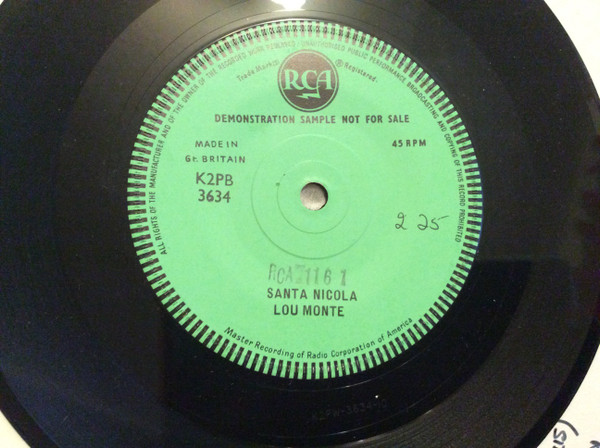 ALL RIGHTS OF THE MANUFACTURER AND OF THE OWNER OF THE RECORDED WORK RESERVED · UNAUTHORISED PUBLIC PERFORMANCE BROADCASTING AND COPYING OF THIS RECORD PROHIBITED
Trade Mark(s) ® Registered.
RCA
DEMONSTRATION SAMPLE NOT FOR SALE
MADE IN
Gt. BRITAIN
45 RPM
K2PB
3634
2 25
SANTA NICOLA
LOU MONTE
Master Recording of Radio Corporation of America